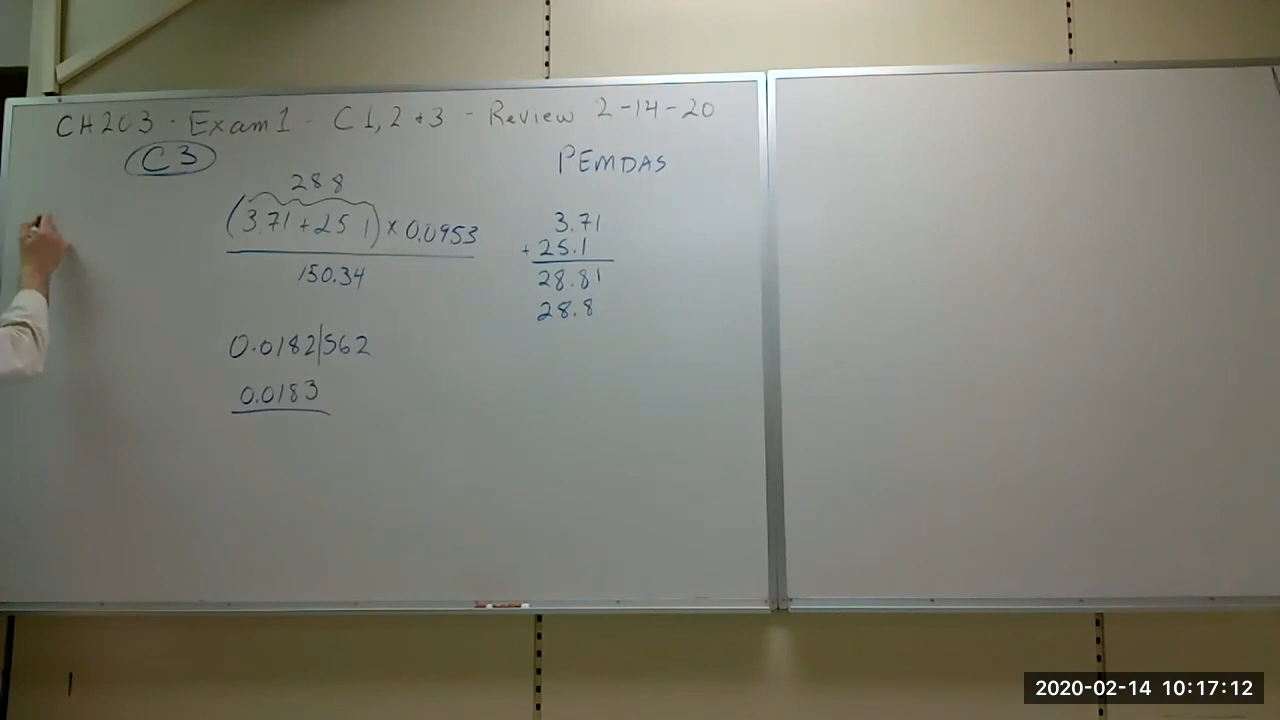 CH203 - Exam 1 - C1, 2 + 3 - Review 2-14-20
C3
PEMDAS
288
(3.71 + 25 1) x 0.0953
150.34
3.71
+ 25.1
28.81
28.8
0.0182|562
0.0183
2020-02-14 10:17:12